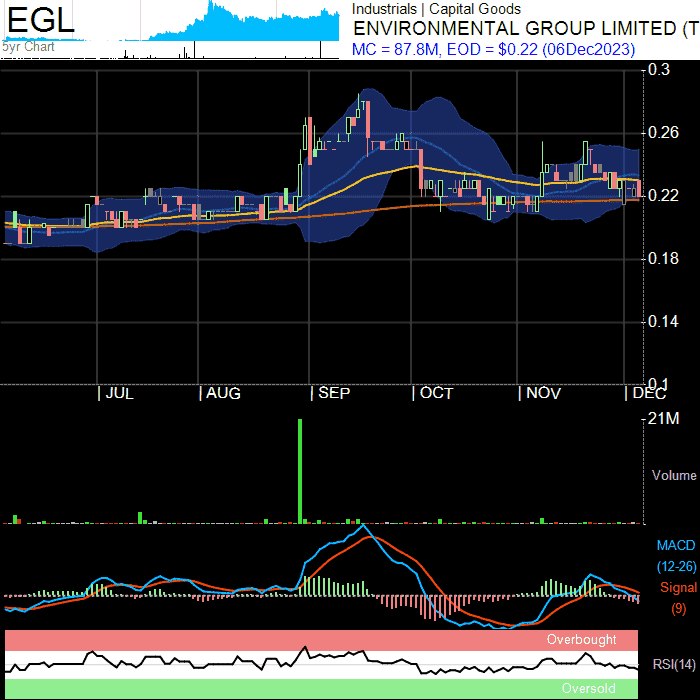 EGL
5yr Chart
Industrials | Capital Goods
ENVIRONMENTAL GROUP LIMITED (T
MC = 87.8M, EOD = $0.22 (06Dec2023)
0.3
0.26
0.22
0.18
0.14
0.1
JUL AUG SEP OCT NOV DEC
21M
Volume
MACD
(12-26)
Signal
(9)
Overbought
RSI(14)
Oversold